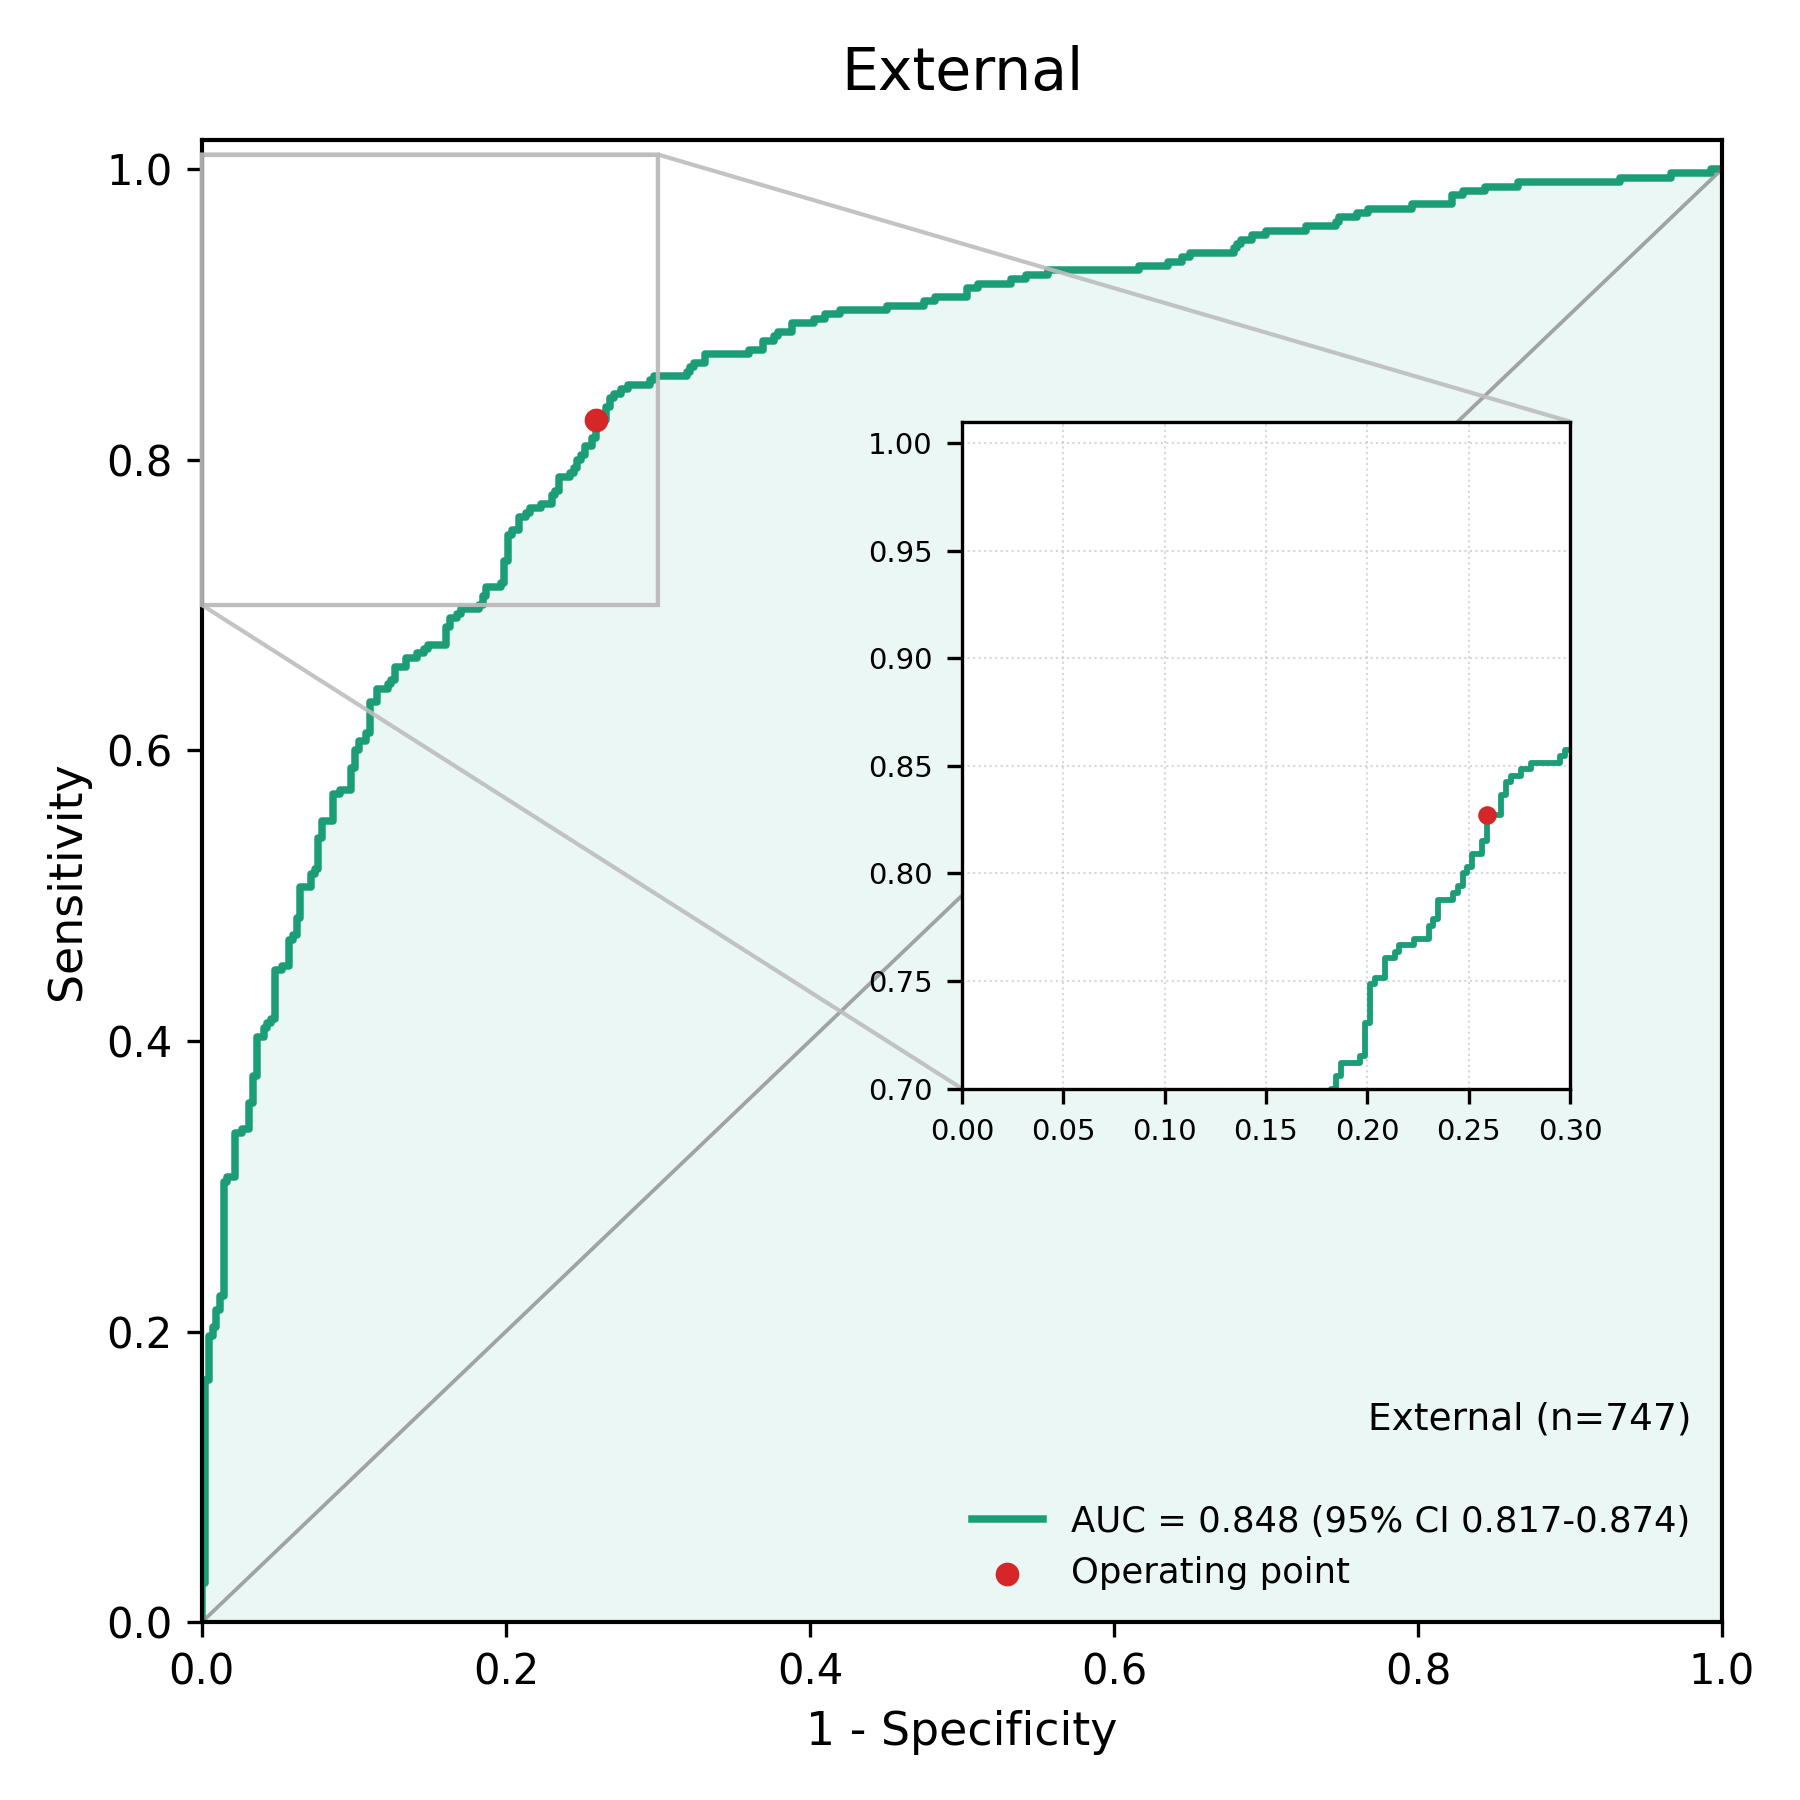 External
1.0
0.8
0.6
0.4
0.2
0.0
Sensitivity
1.00
0.95
0.90
0.85
0.80
0.75
0.70
0.00 0.05 0.10 0.15 0.20 0.25 0.30
External (n=747)
AUC = 0.848 (95% CI 0.817-0.874)
Operating point
0.0 0.2 0.4 0.6 0.8 1.0
1 - Specificity